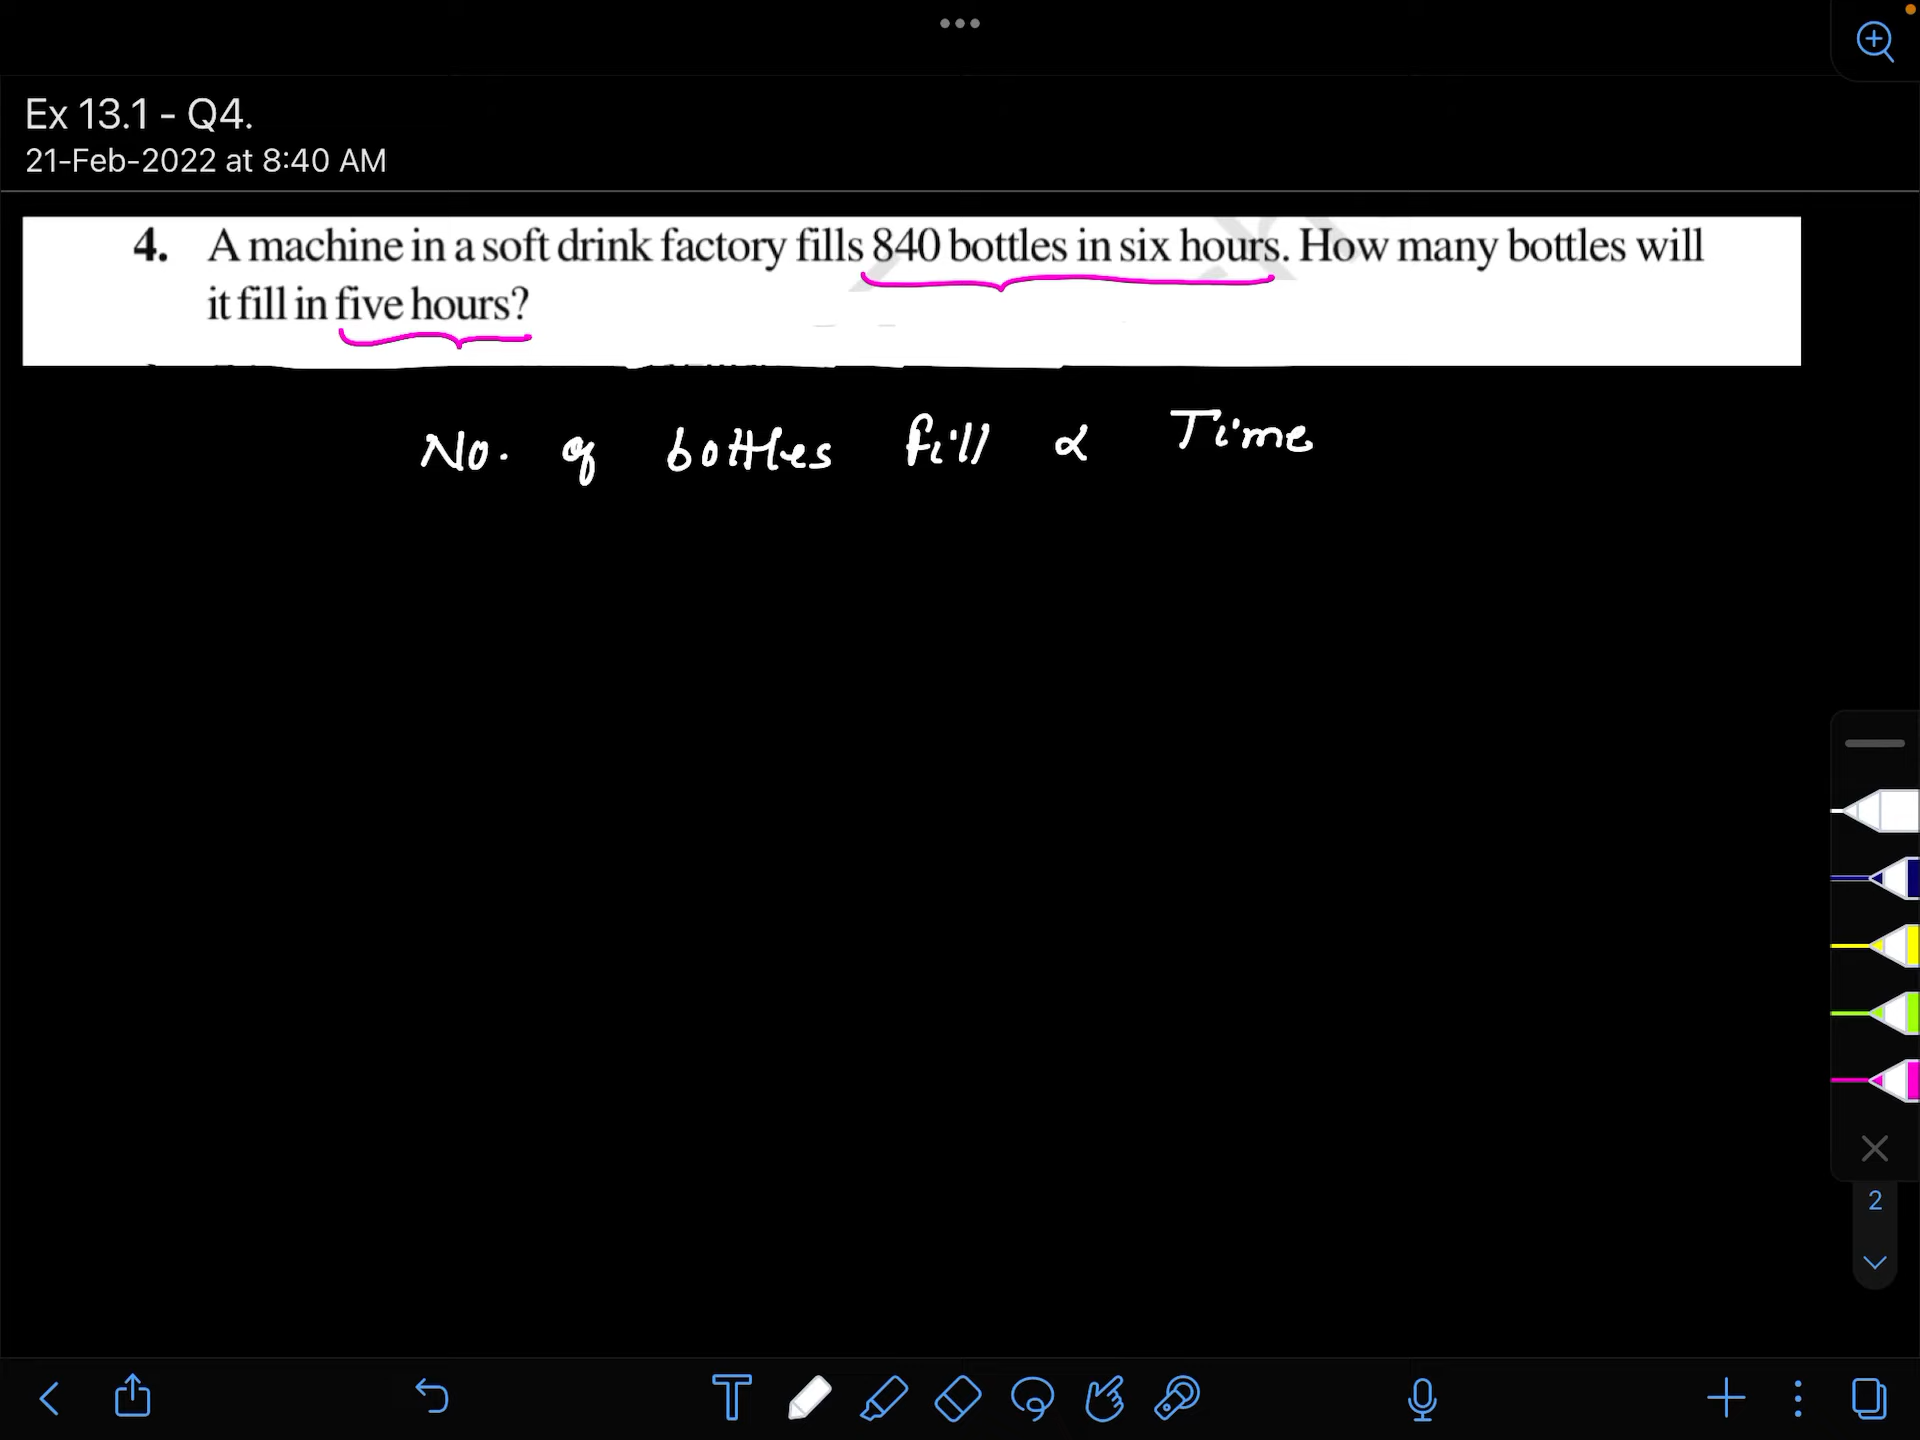 Ex 13.1 - Q4.
21-Feb-2022 at 8:40 AM
4. A machine in a soft drink factory fills 840 bottles in six hours. How many bottles will
it fill in five hours?
No. of bottles fill α Time
2